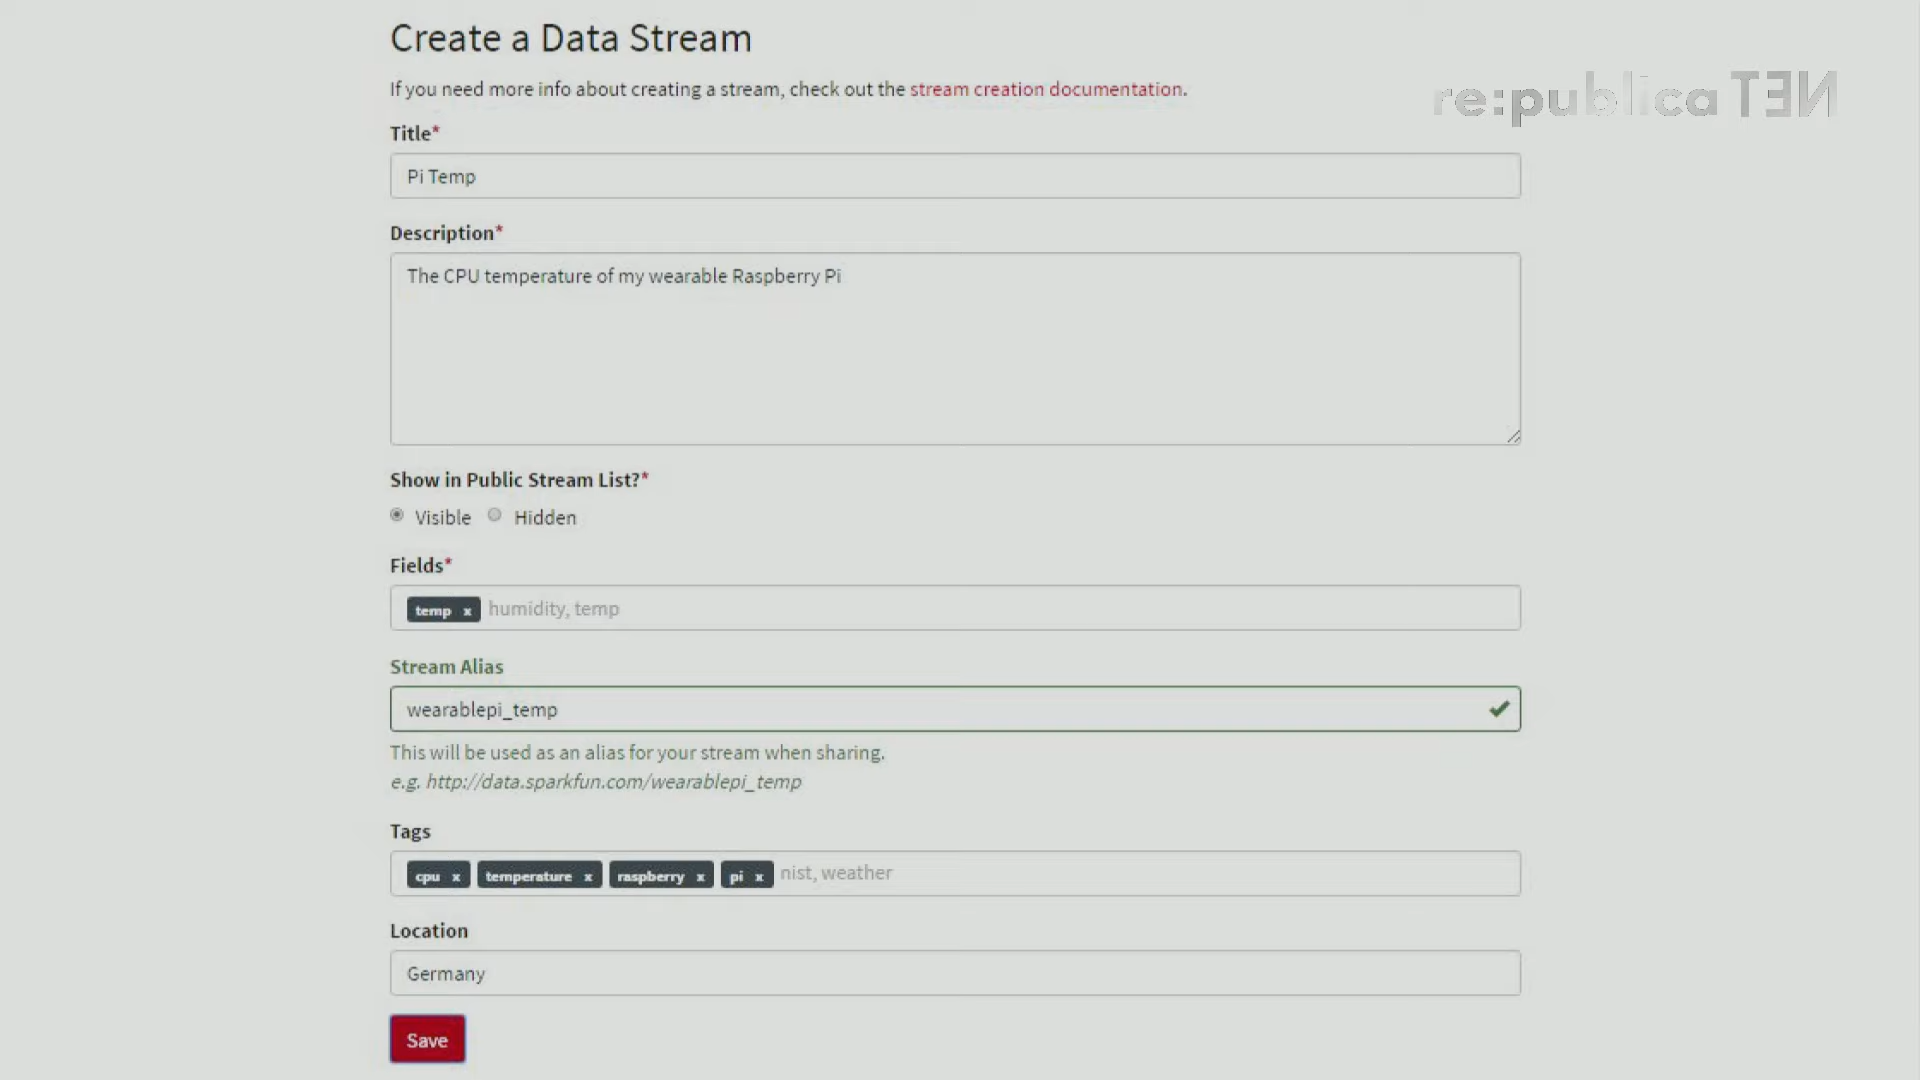 Create a Data Stream
If you need more info about creating a stream, check out the stream creation documentation.
re:publica TEN
Title*
Pi Temp
Description*
The CPU temperature of my wearable Raspberry Pi
Show in Public Stream List?*
Visible Hidden
Fields*
temp x humidity, temp
Stream Alias
wearablepi_temp
This will be used as an alias for your stream when sharing.
e.g. http://data.sparkfun.com/wearablepi_temp
Tags
cpu x temperature x raspberry x pi x nist, weather
Location
Germany
Save